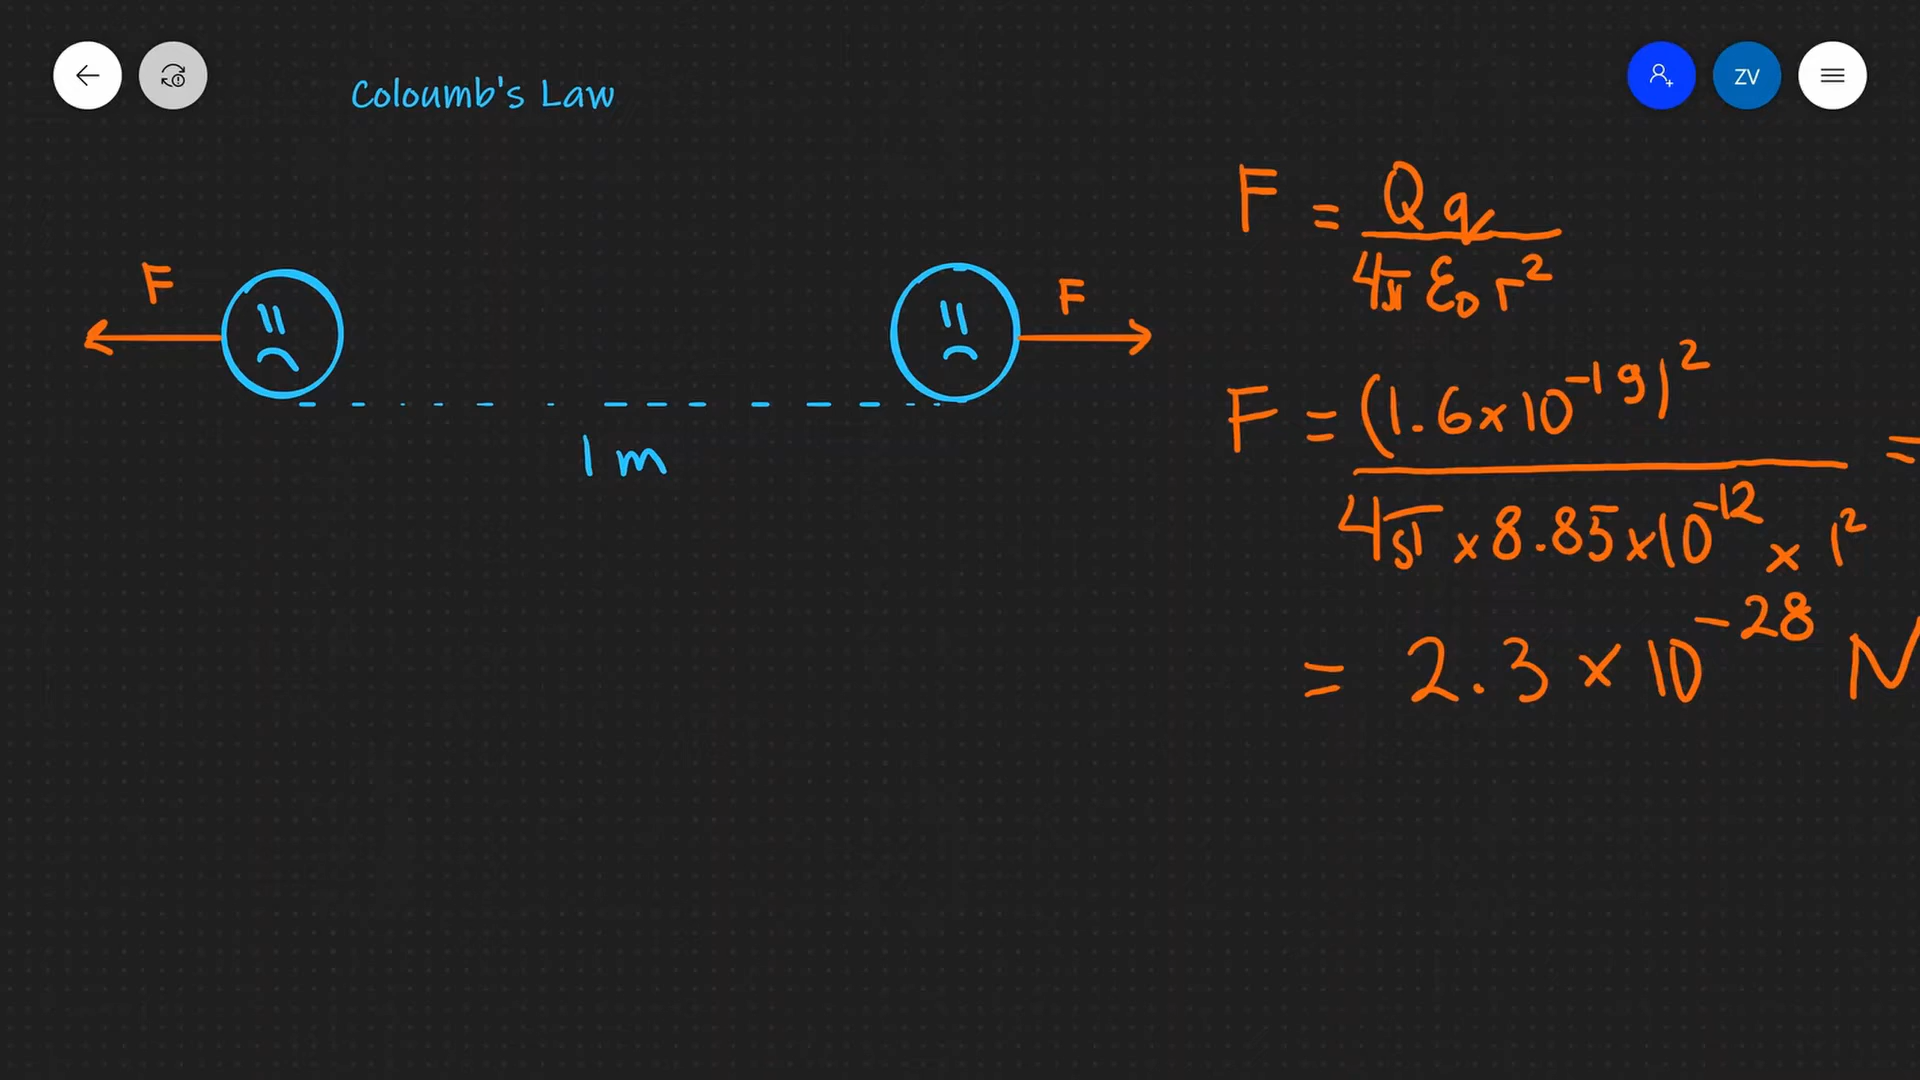 ZV
Coloumb's Law
F = Qq / 4π ε₀ r²
F
F
F = (1.6×10⁻¹⁹)² / 4π × 8.85×10⁻¹² × 1² =
1 m
= 2.3 × 10⁻²⁸ N